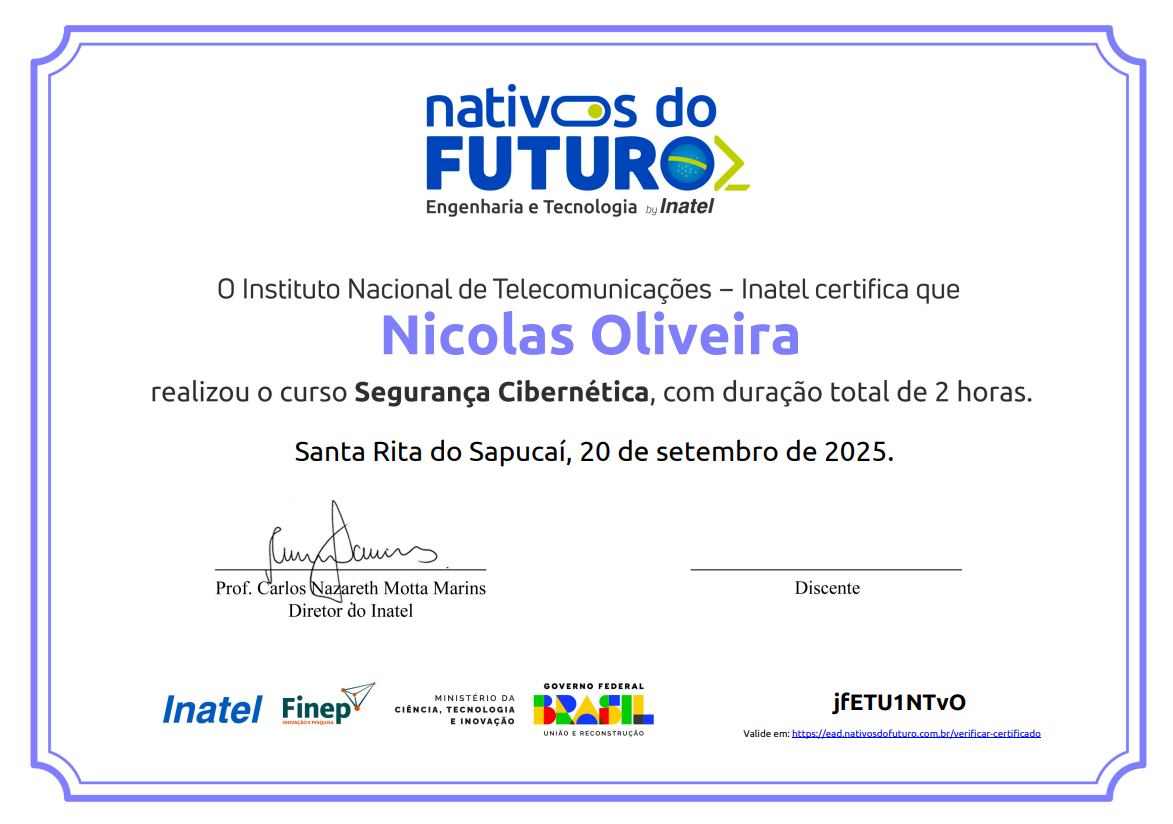 nativos do
FUTURO
Engenharia e Tecnologia by Inatel
O Instituto Nacional de Telecomunicações – Inatel certifica que
Nicolas Oliveira
realizou o curso Segurança Cibernética, com duração total de 2 horas.
Santa Rita do Sapucaí, 20 de setembro de 2025.
Prof. Carlos Nazareth Motta Marins
Diretor do Inatel
Discente
Inatel
Finep
INOVAÇÃO E PESQUISA
MINISTÉRIO DA
CIÊNCIA, TECNOLOGIA
E INOVAÇÃO
GOVERNO FEDERAL
BRASIL
UNIÃO E RECONSTRUÇÃO
jfETU1NTvO
Valide em: https://ead.nativosdofuturo.com.br/verificar-certificado